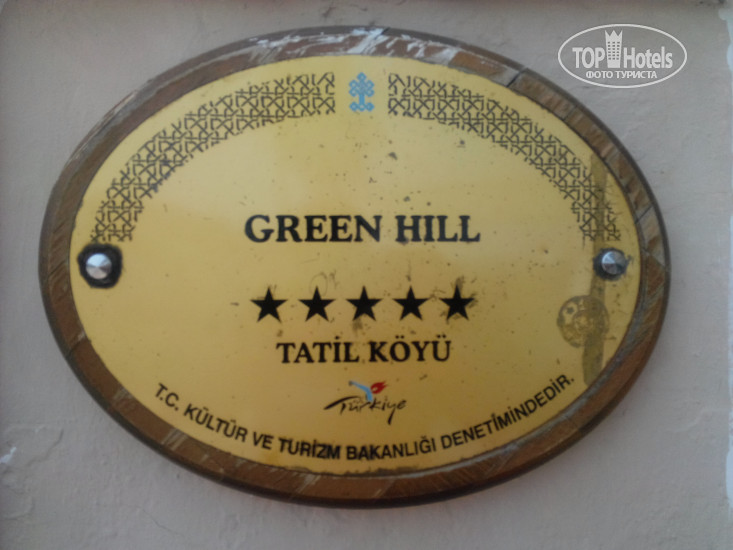 TOP Hotels
ФОТО ТУРИСТА
GREEN HILL
★★★★★
TATİL KÖYÜ
Türkiye
T.C. KÜLTÜR VE TURİZM BAKANLIĞI DENETİMİNDEDİR.